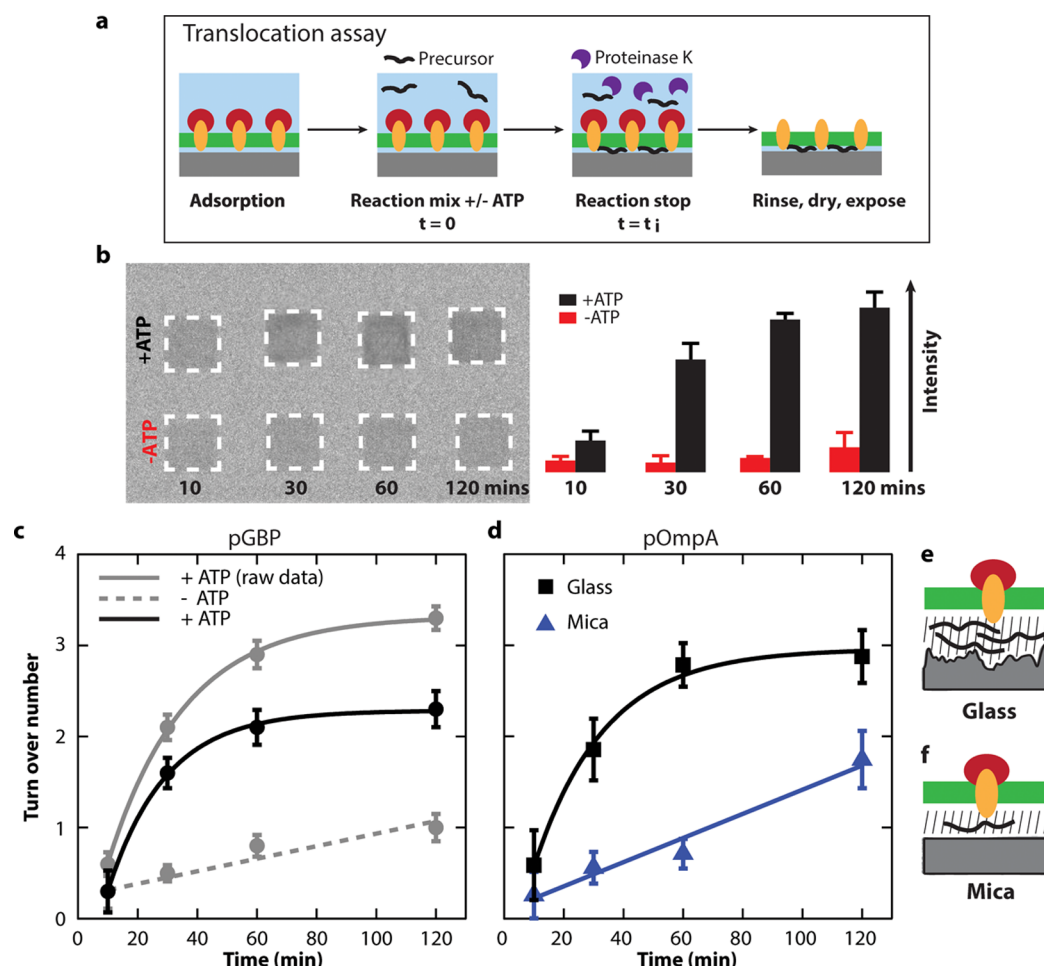 a
Translocation assay
Precursor
Proteinase K
Adsorption
Reaction mix +/- ATP
t = 0
Reaction stop
t = t i
Rinse, dry, expose
b
+ATP
-ATP
10 30 60 120 mins
+ATP
-ATP
Intensity
10 30 60 120 mins
c
pGBP
+ ATP (raw data)
- ATP
+ ATP
Turn over number
4
3
2
1
0
0 20 40 60 80 100 120
Time (min)
d
pOmpA
Glass
Mica
0 20 40 60 80 100 120
Time (min)
e
Glass
f
Mica